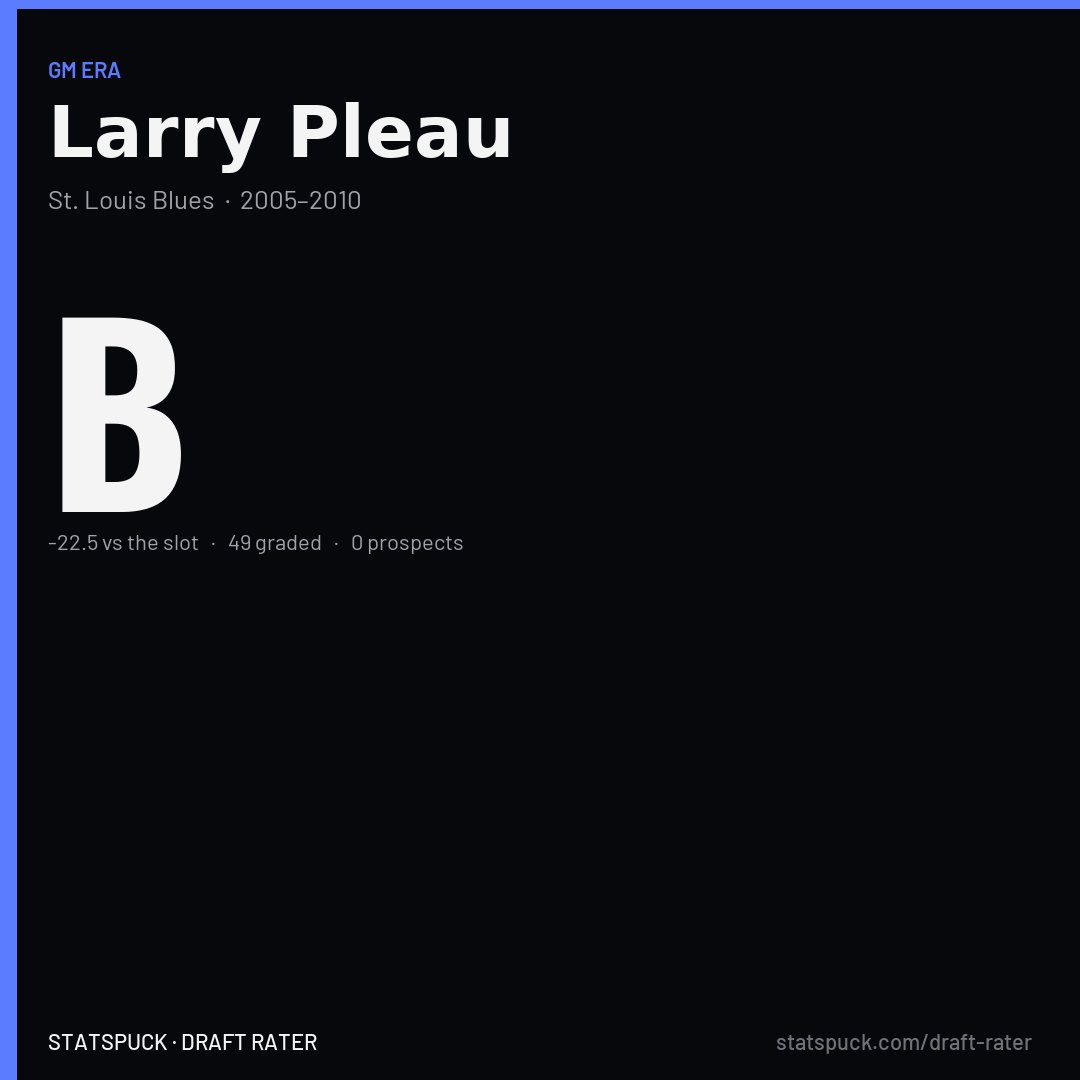 GM ERA
Larry Pleau
St. Louis Blues · 2005–2010
B
-22.5 vs the slot · 49 graded · 0 prospects
STATSPUCK · DRAFT RATER
statspuck.com/draft-rater